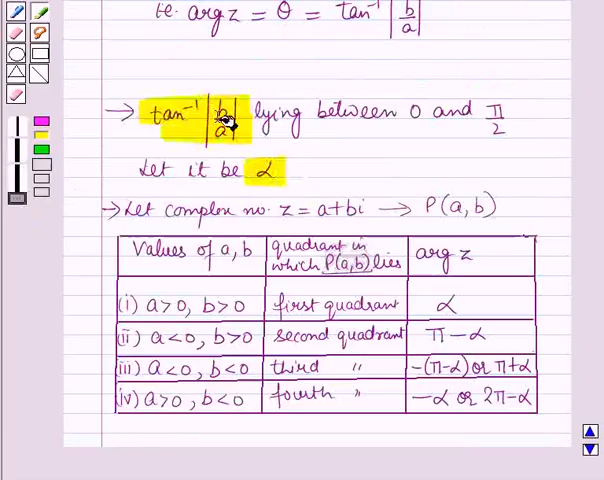 i.e. arg z = θ = tan⁻¹ |b/a|
→ tan⁻¹ |b/a| lying between 0 and π/2
Let it be α
→ Let complex no. z = a+bi → P(a, b)
Values of a, b | quadrant in which P(a,b) lies | arg z
(i) a>0, b>0 | first quadrant | α
(ii) a<0, b>0 | second quadrant | π-α
iii) a<0, b<0 | third " | -(π-α) or π+α
(iv) a>0, b<0 | fourth " | -α or 2π-α